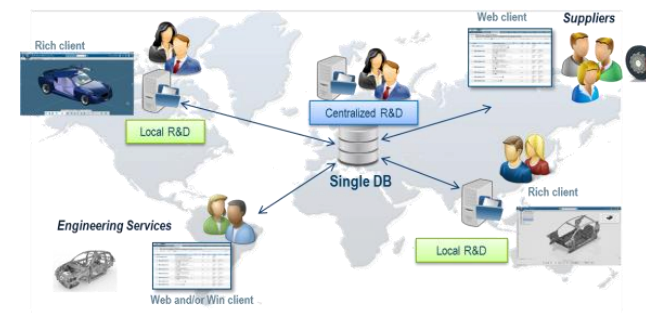 Web client
Suppliers
Rich client
Centralized R&D
Local R&D
Single DB
Rich client
Engineering Services
Local R&D
Web and/or Win client